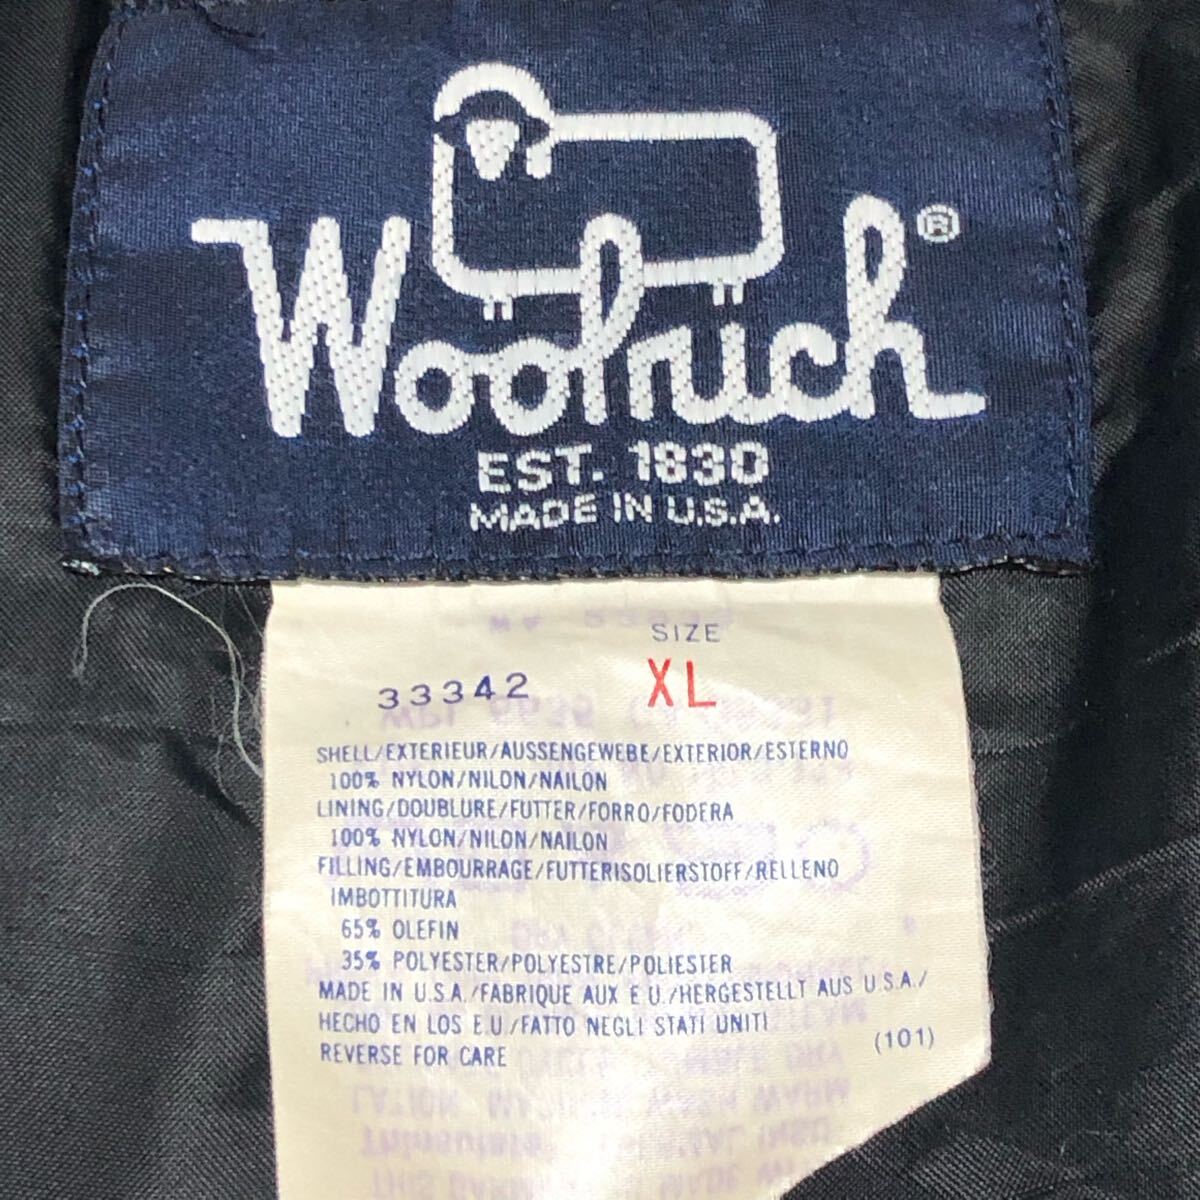 Woolrich®
EST. 1830
MADE IN U.S.A.
SIZE
33342 XL
SHELL/EXTERIEUR/AUSSENGEWEBE/EXTERIOR/ESTERNO
100% NYLON/NILON/NAILON
LINING/DOUBLURE/FUTTER/FORRO/FODERA
100% NYLON/NILON/NAILON
FILLING/EMBOURRAGE/FUTTERISOLIERSTOFF/RELLENO
IMBOTTITURA
65% OLEFIN
35% POLYESTER/POLYESTRE/POLIESTER
MADE IN U.S.A./FABRIQUE AUX E.U./HERGESTELLT AUS U.S.A./
HECHO EN LOS E.U./FATTO NEGLI STATI UNITI
REVERSE FOR CARE (101)